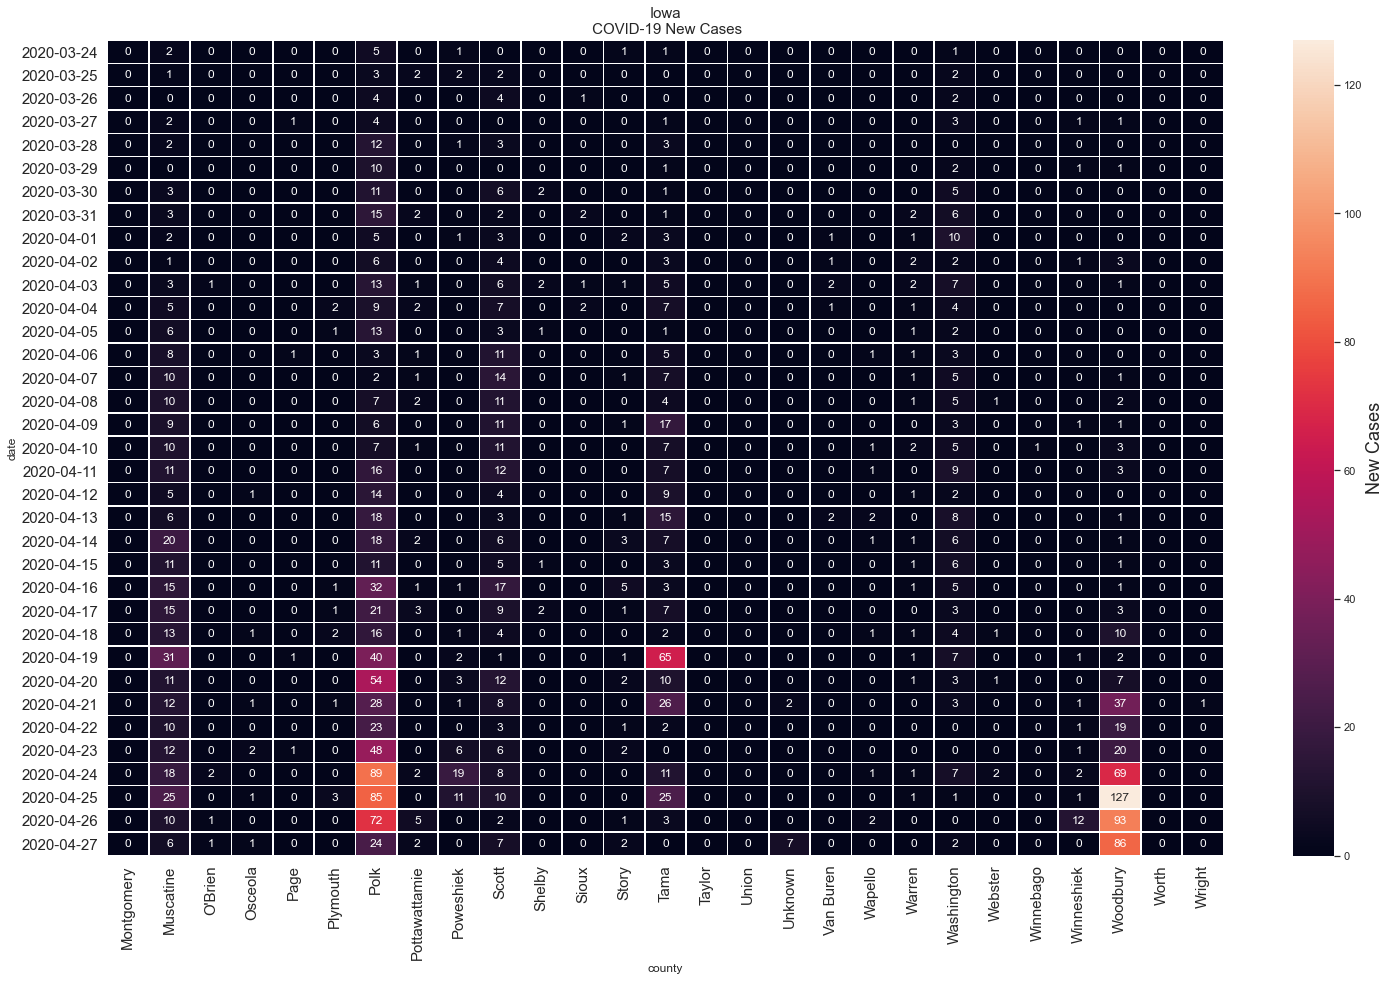 Iowa
COVID-19 New Cases
2020-03-24 0 2 0 0 0 0 5 0 1 0 0 0 1 1 0 0 0 0 0 0 1 0 0 0 0 0 0
2020-03-25 0 1 0 0 0 0 3 2 2 2 0 0 0 0 0 0 0 0 0 0 2 0 0 0 0 0 0
2020-03-26 0 0 0 0 0 0 4 0 0 4 0 1 0 0 0 0 0 0 0 0 2 0 0 0 0 0 0
2020-03-27 0 2 0 0 1 0 4 0 0 0 0 0 0 1 0 0 0 0 0 0 3 0 0 1 1 0 0
2020-03-28 0 2 0 0 0 0 12 0 1 3 0 0 0 3 0 0 0 0 0 0 0 0 0 0 0 0 0
2020-03-29 0 0 0 0 0 0 10 0 0 0 0 0 0 1 0 0 0 0 0 0 2 0 0 1 1 0 0
2020-03-30 0 3 0 0 0 0 11 0 0 6 2 0 0 1 0 0 0 0 0 0 5 0 0 0 0 0 0
2020-03-31 0 3 0 0 0 0 15 2 0 2 0 2 0 1 0 0 0 0 0 2 6 0 0 0 0 0 0
2020-04-01 0 2 0 0 0 0 5 0 1 3 0 0 2 3 0 0 0 1 0 1 10 0 0 0 0 0 0
2020-04-02 0 1 0 0 0 0 6 0 0 4 0 0 0 3 0 0 0 1 0 2 2 0 0 1 3 0 0
2020-04-03 0 3 1 0 0 0 13 1 0 6 2 1 1 5 0 0 0 2 0 2 7 0 0 0 1 0 0
2020-04-04 0 5 0 0 0 2 9 2 0 7 0 2 0 7 0 0 0 1 0 1 4 0 0 0 0 0 0
2020-04-05 0 6 0 0 0 1 13 0 0 3 1 0 0 1 0 0 0 0 0 1 2 0 0 0 0 0 0
2020-04-06 0 8 0 0 1 0 3 1 0 11 0 0 0 5 0 0 0 0 1 1 3 0 0 0 0 0 0
2020-04-07 0 10 0 0 0 0 2 1 0 14 0 0 1 7 0 0 0 0 0 1 5 0 0 0 1 0 0
2020-04-08 0 10 0 0 0 0 7 2 0 11 0 0 0 4 0 0 0 0 0 1 5 1 0 0 2 0 0
2020-04-09 0 9 0 0 0 0 6 0 0 11 0 0 1 17 0 0 0 0 0 0 3 0 0 1 1 0 0
2020-04-10 0 10 0 0 0 0 7 1 0 11 0 0 0 7 0 0 0 0 1 2 5 0 1 0 3 0 0
2020-04-11 0 11 0 0 0 0 16 0 0 12 0 0 0 7 0 0 0 0 1 0 9 0 0 0 3 0 0
2020-04-12 0 5 0 1 0 0 14 0 0 4 0 0 0 9 0 0 0 0 0 1 2 0 0 0 0 0 0
2020-04-13 0 6 0 0 0 0 18 0 0 3 0 0 1 15 0 0 0 2 2 0 8 0 0 0 1 0 0
2020-04-14 0 20 0 0 0 0 18 2 0 6 0 0 3 7 0 0 0 0 1 1 6 0 0 0 1 0 0
2020-04-15 0 11 0 0 0 0 11 0 0 5 1 0 0 3 0 0 0 0 0 1 6 0 0 0 1 0 0
2020-04-16 0 15 0 0 0 1 32 1 1 17 0 0 5 3 0 0 0 0 0 1 5 0 0 0 1 0 0
2020-04-17 0 15 0 0 0 1 21 3 0 9 2 0 1 7 0 0 0 0 0 0 3 0 0 0 3 0 0
2020-04-18 0 13 0 1 0 2 16 0 1 4 0 0 0 2 0 0 0 0 1 1 4 1 0 0 10 0 0
2020-04-19 0 31 0 0 1 0 40 0 2 1 0 0 1 65 0 0 0 0 0 1 7 0 0 1 2 0 0
2020-04-20 0 11 0 0 0 0 54 0 3 12 0 0 2 10 0 0 0 0 0 1 3 1 0 0 7 0 0
2020-04-21 0 12 0 1 0 1 28 0 1 8 0 0 0 26 0 0 2 0 0 0 3 0 0 1 37 0 1
2020-04-22 0 10 0 0 0 0 23 0 0 3 0 0 1 2 0 0 0 0 0 0 0 0 0 1 19 0 0
2020-04-23 0 12 0 2 1 0 48 0 6 6 0 0 2 0 0 0 0 0 0 0 0 0 0 1 20 0 0
2020-04-24 0 18 2 0 0 0 89 2 19 8 0 0 0 11 0 0 0 0 1 1 7 2 0 2 69 0 0
2020-04-25 0 25 0 1 0 3 85 0 11 10 0 0 0 25 0 0 0 0 0 1 1 0 0 1 127 0 0
2020-04-26 0 10 1 0 0 0 72 5 0 2 0 0 1 3 0 0 0 0 2 0 0 0 0 12 93 0 0
2020-04-27 0 6 1 1 0 0 24 2 0 7 0 0 2 0 0 0 7 0 0 0 2 0 0 0 86 0 0
date
Montgomery Muscatine O'Brien Osceola Page Plymouth Polk Pottawattamie Poweshiek Scott Shelby Sioux Story Tama Taylor Union Unknown Van Buren Wapello Warren Washington Webster Winnebago Winneshiek Woodbury Worth Wright
county
120
100
80
60
40
20
0
New Cases